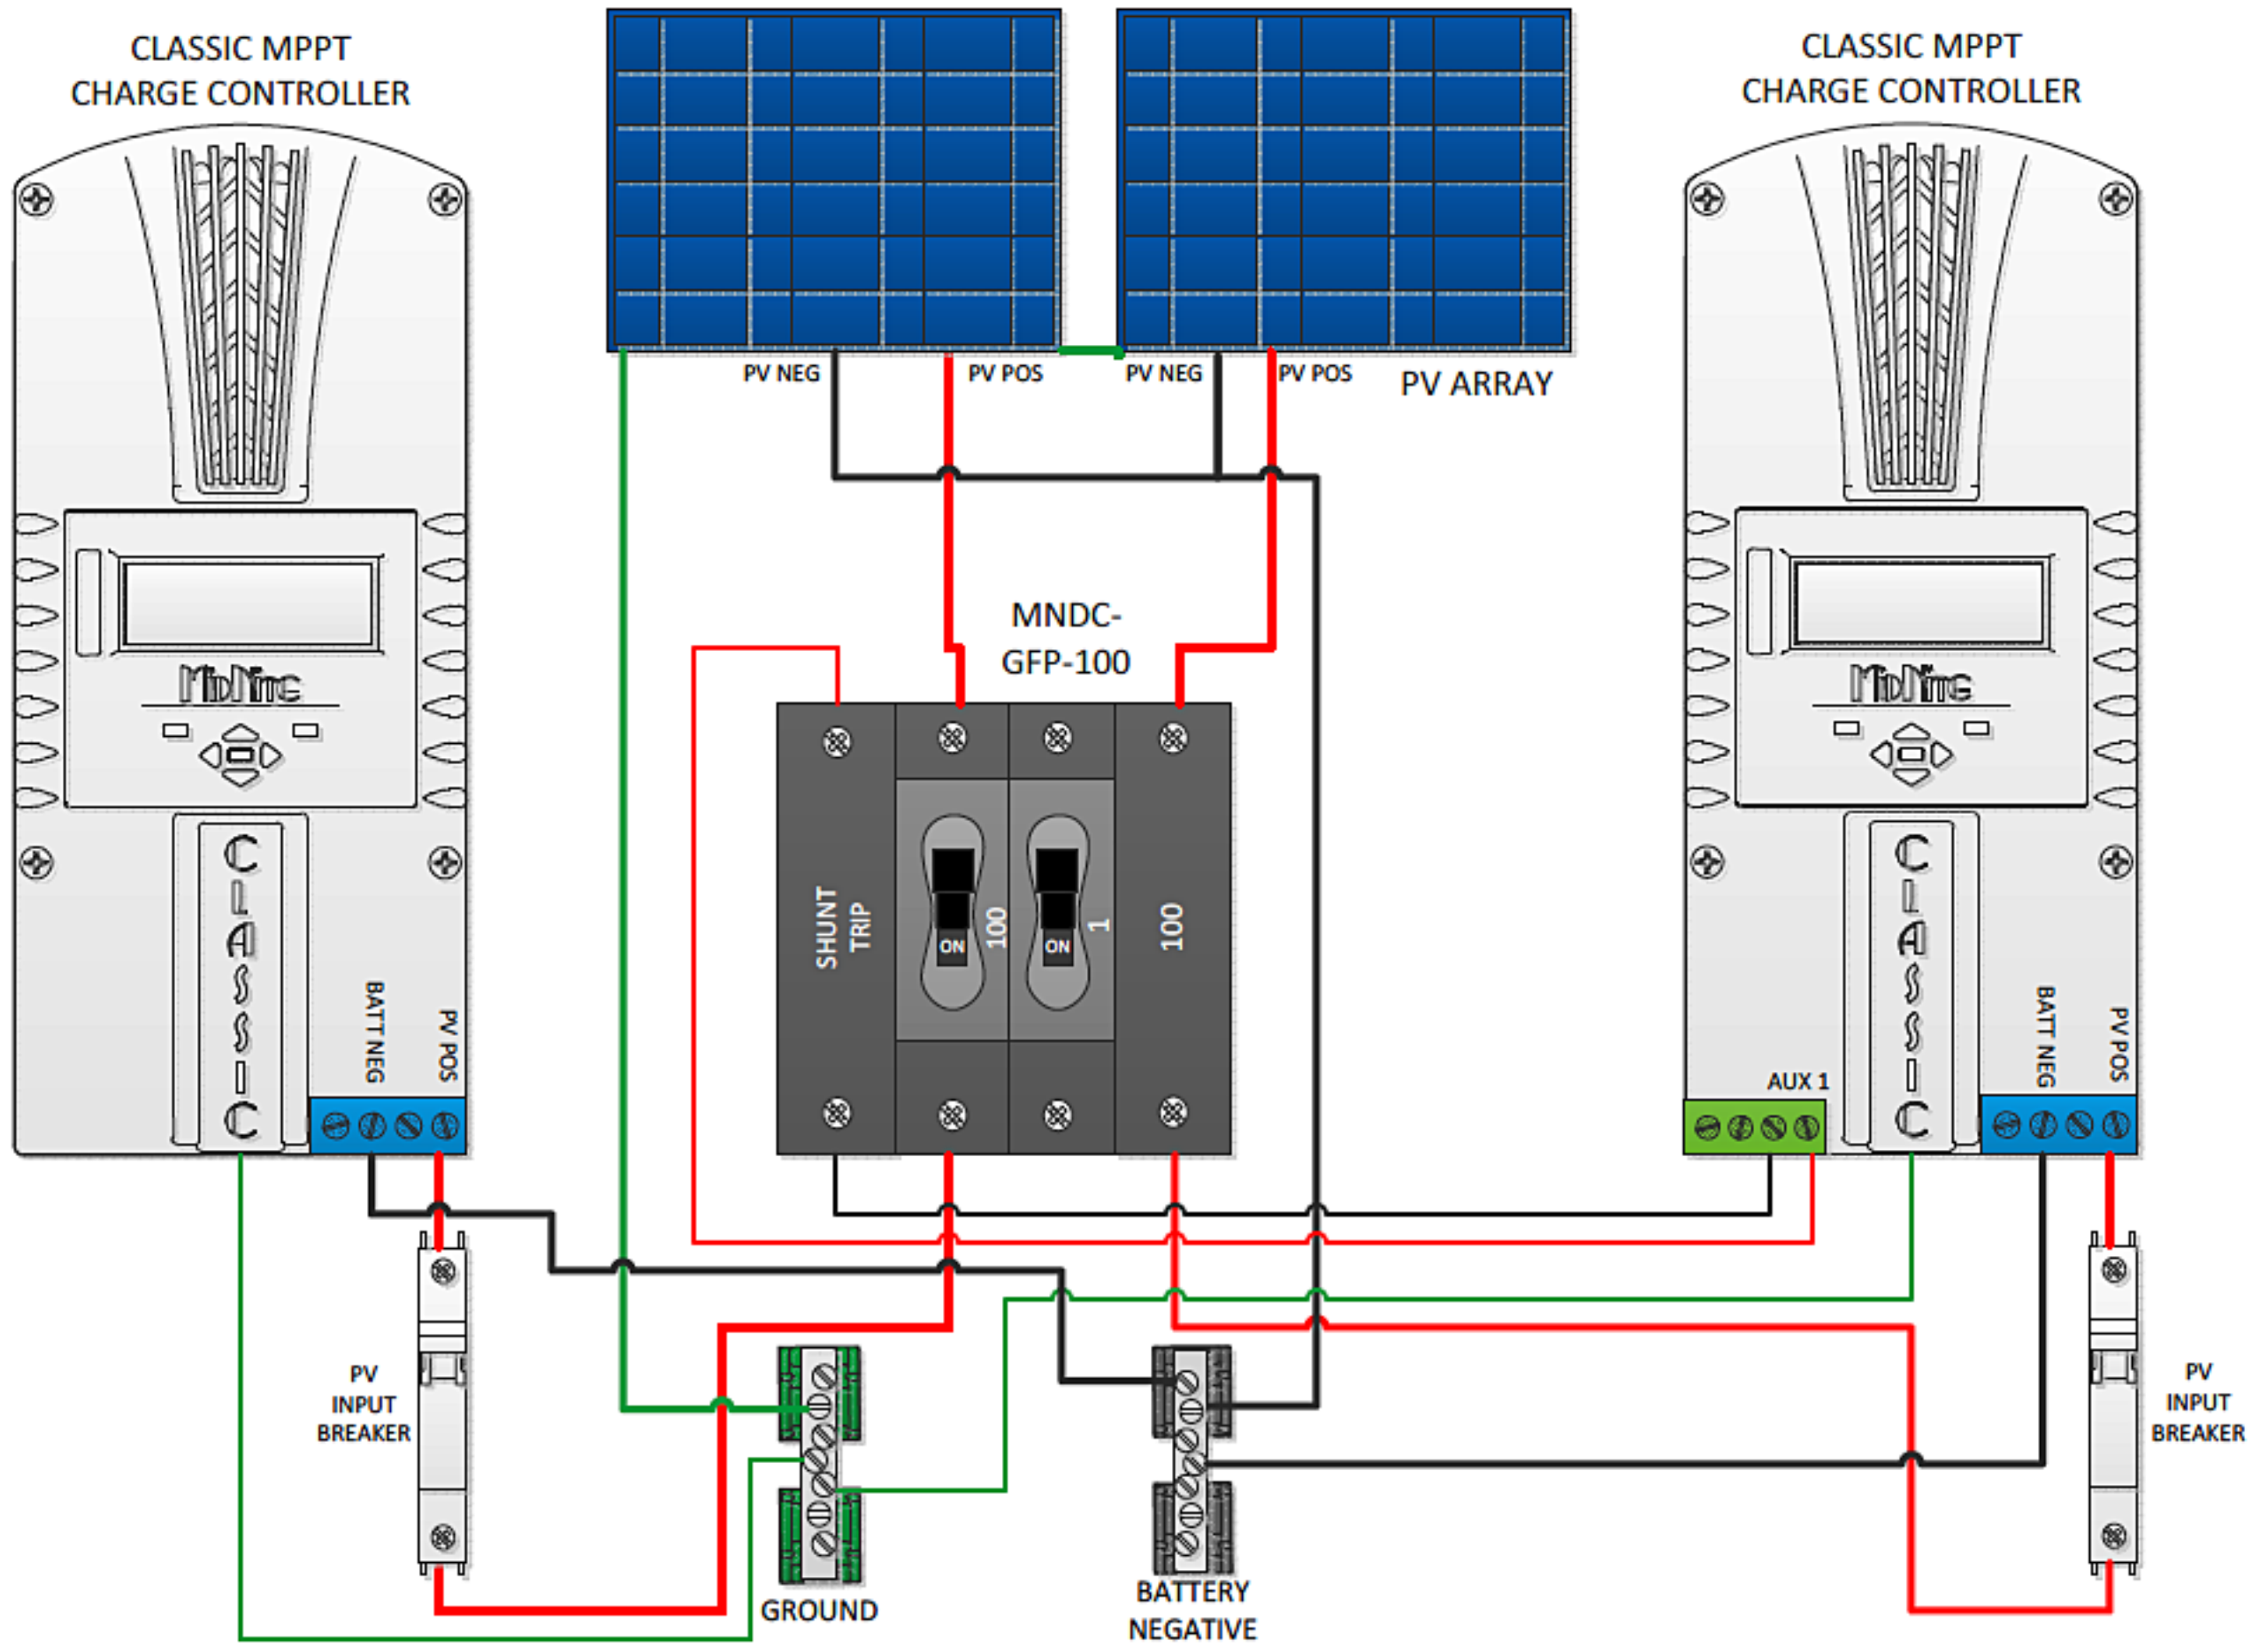 CLASSIC MPPT
CHARGE CONTROLLER
CLASSIC MPPT
CHARGE CONTROLLER
PV NEG
PV POS
PV NEG
PV POS
PV ARRAY
MNDC-
GFP-100
MIDNITE
MIDNITE
SHUNT
TRIP
ON
100
ON
1
100
CLASSIC
BATT NEG
PV POS
AUX 1
CLASSIC
BATT NEG
PV POS
PV
INPUT
BREAKER
PV
INPUT
BREAKER
GROUND
BATTERY
NEGATIVE